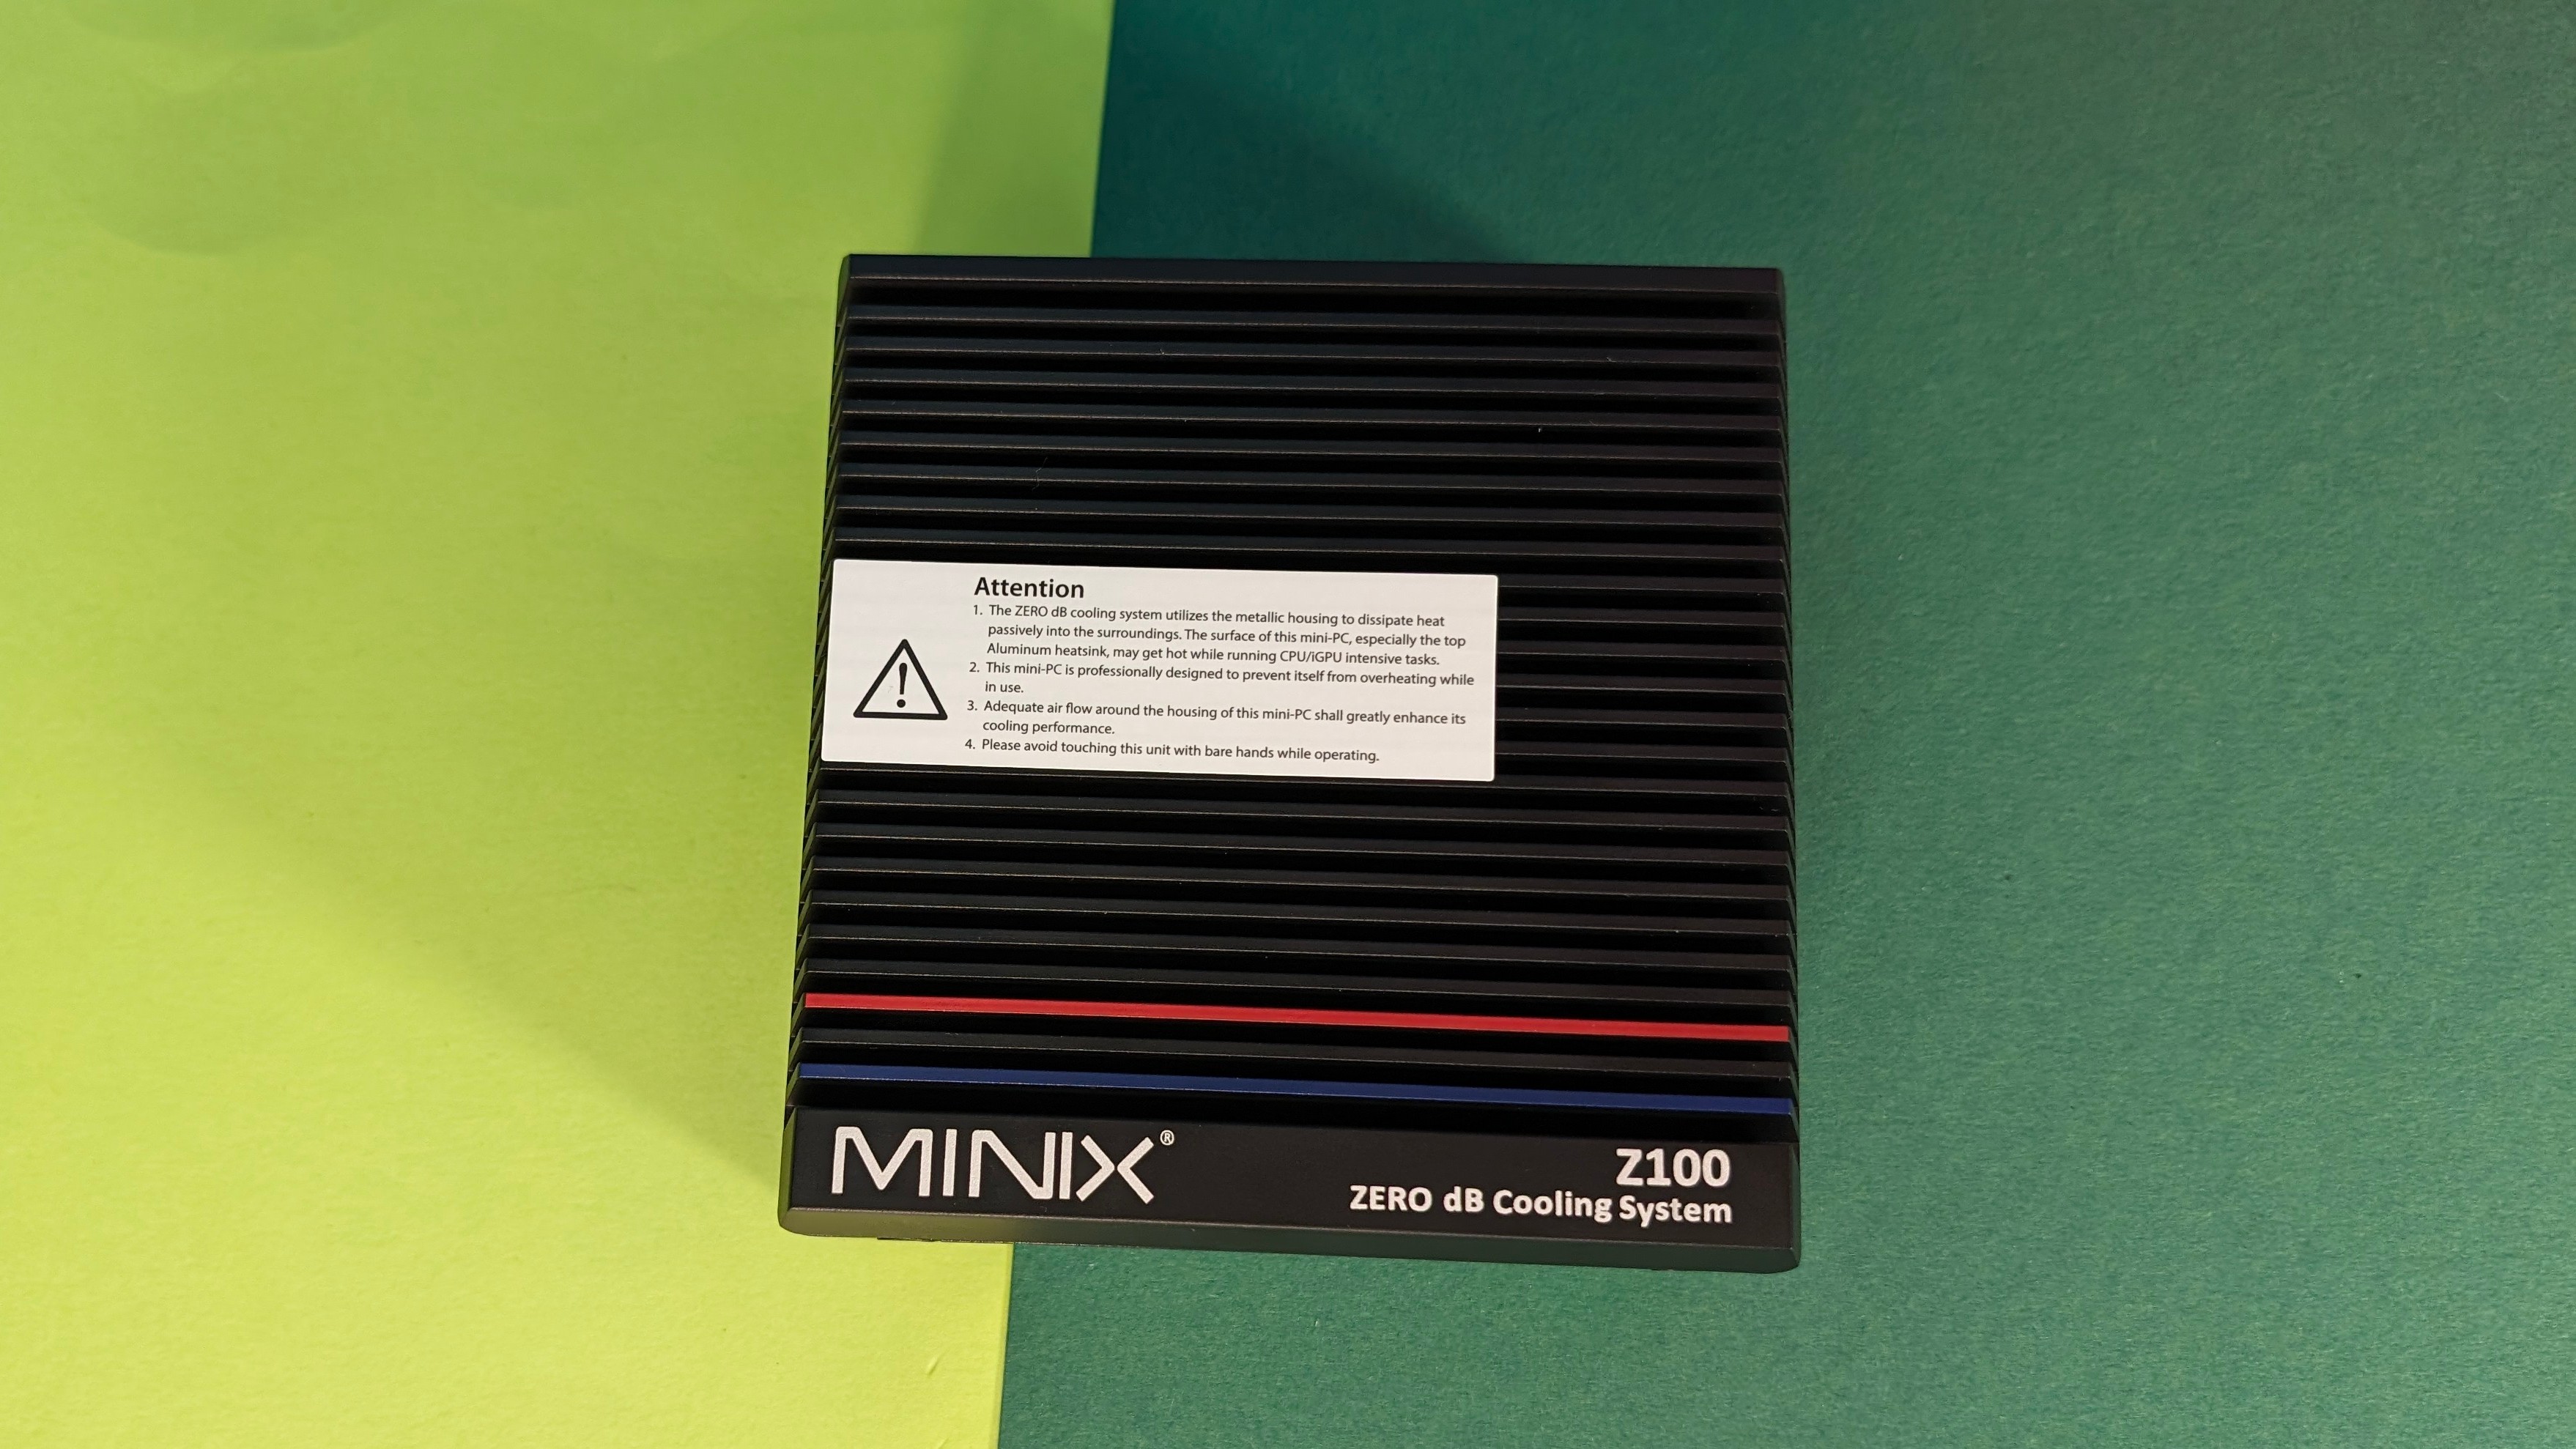 Attention
1. The ZERO dB cooling system utilizes the metallic housing to dissipate heat
passively into the surroundings. The surface of this mini-PC, especially the top
Aluminum heatsink, may get hot while running CPU/iGPU intensive tasks.
2. This mini-PC is professionally designed to prevent itself from overheating while
in use.
3. Adequate air flow around the housing of this mini-PC shall greatly enhance its
cooling performance.
4. Please avoid touching this unit with bare hands while operating.
MINIX®
Z100
ZERO dB Cooling System